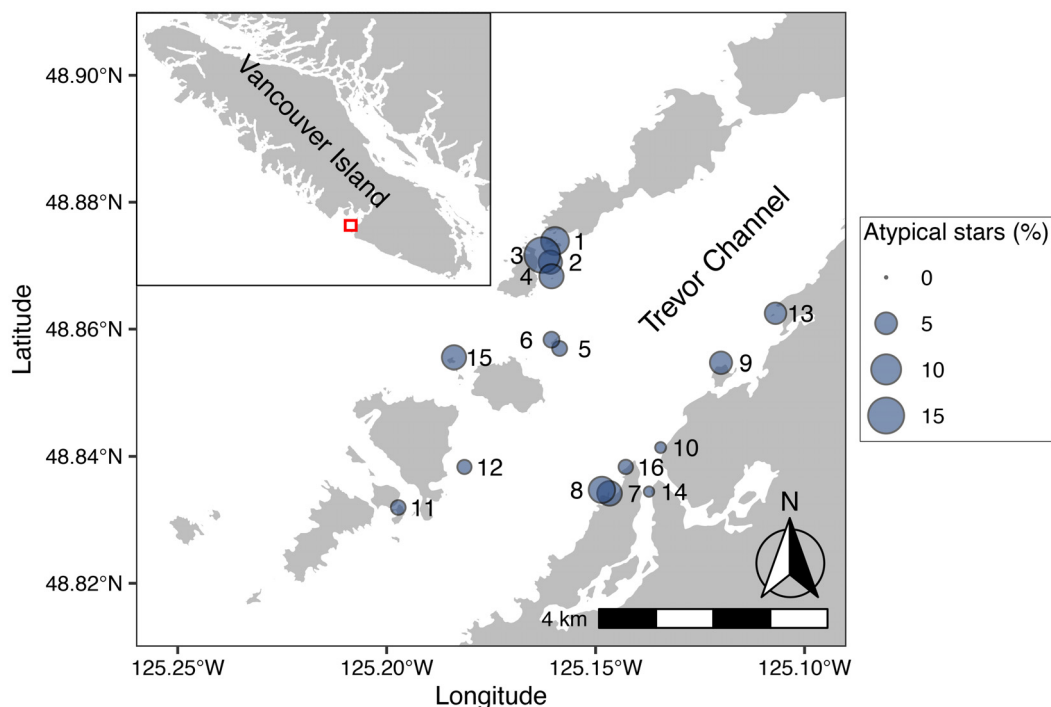 48.90°N
48.88°N
48.86°N
48.84°N
48.82°N
Latitude
125.25°W
125.20°W
125.15°W
125.10°W
Longitude
Vancouver Island
Trevor Channel
1
3
2
4
13
6
5
15
9
10
12
16
8
7
14
11
N
4 km
Atypical stars (%)
0
5
10
15